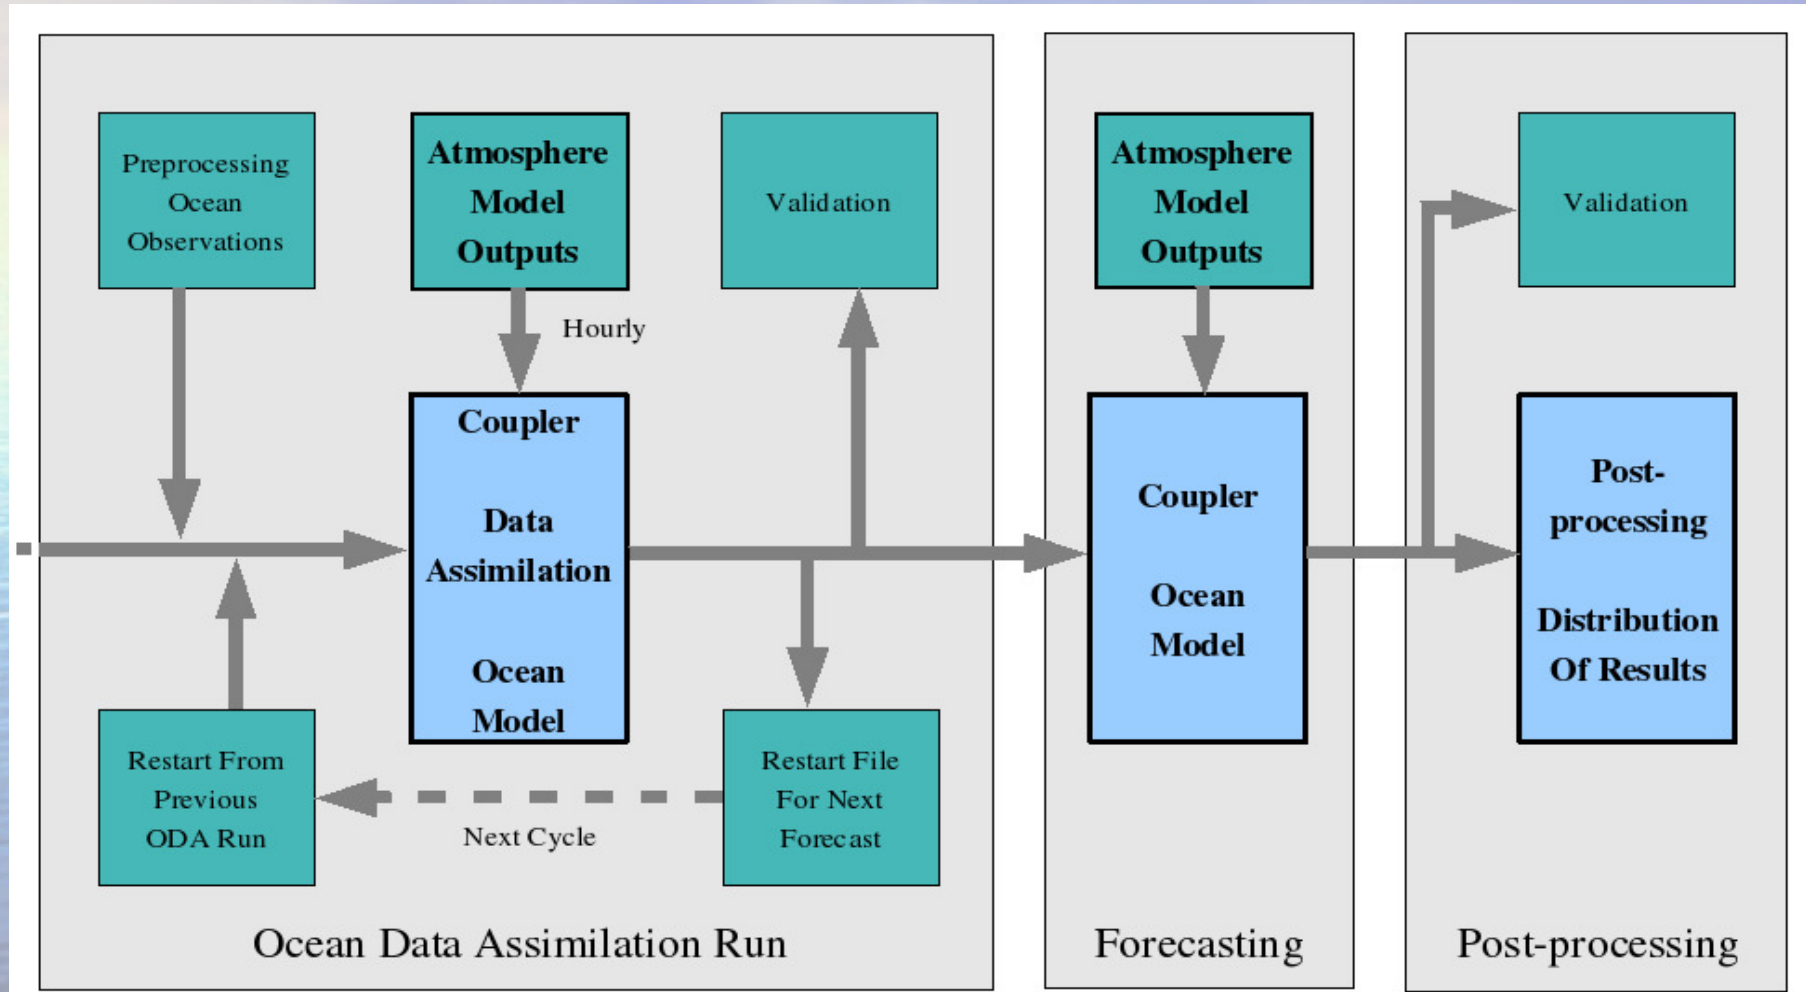 Preprocessing
Ocean
Observations
Atmosphere
Model
Outputs
Validation
Hourly
Coupler
Data
Assimilation
Ocean
Model
Restart From
Previous
ODA Run
Next Cycle
Restart File
For Next
Forecast
Ocean Data Assimilation Run
Atmosphere
Model
Outputs
Coupler
Ocean
Model
Forecasting
Validation
Post-
processing
Distribution
Of Results
Post-processing